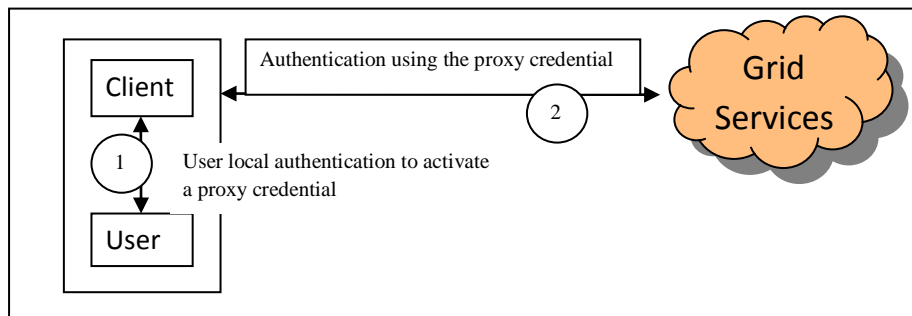 Authentication using the proxy credential
Grid
Services
Client
2
1
User local authentication to activate
a proxy credential
User